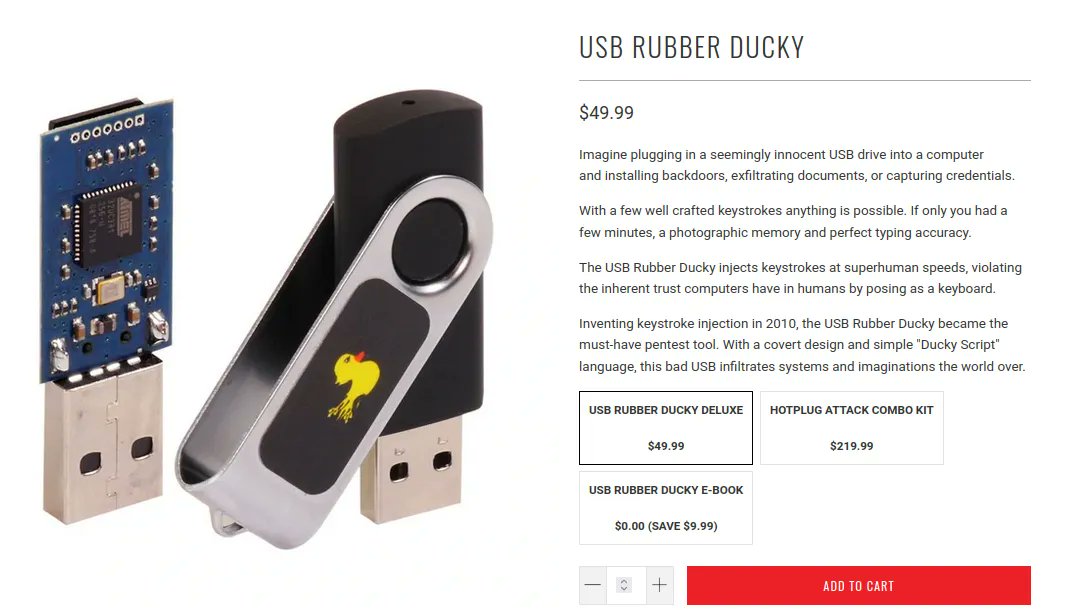 USB RUBBER DUCKY
$49.99
Imagine plugging in a seemingly innocent USB drive into a computer
and installing backdoors, exfiltrating documents, or capturing credentials.
With a few well crafted keystrokes anything is possible. If only you had a
few minutes, a photographic memory and perfect typing accuracy.
The USB Rubber Ducky injects keystrokes at superhuman speeds, violating
the inherent trust computers have in humans by posing as a keyboard.
Inventing keystroke injection in 2010, the USB Rubber Ducky became the
must-have pentest tool. With a covert design and simple "Ducky Script"
language, this bad USB infiltrates systems and imaginations the world over.
USB RUBBER DUCKY DELUXE
$49.99
HOTPLUG ATTACK COMBO KIT
$219.99
USB RUBBER DUCKY E-BOOK
$0.00 (SAVE $9.99)
ADD TO CART
ATMEL